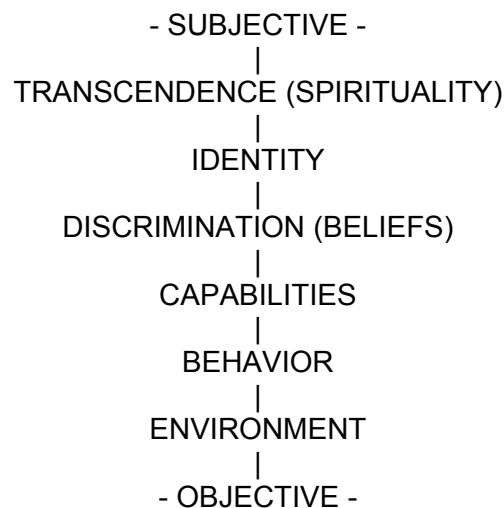 - SUBJECTIVE -
|
TRANSCENDENCE (SPIRITUALITY)
|
IDENTITY
|
DISCRIMINATION (BELIEFS)
|
CAPABILITIES
|
BEHAVIOR
|
ENVIRONMENT
|
- OBJECTIVE -